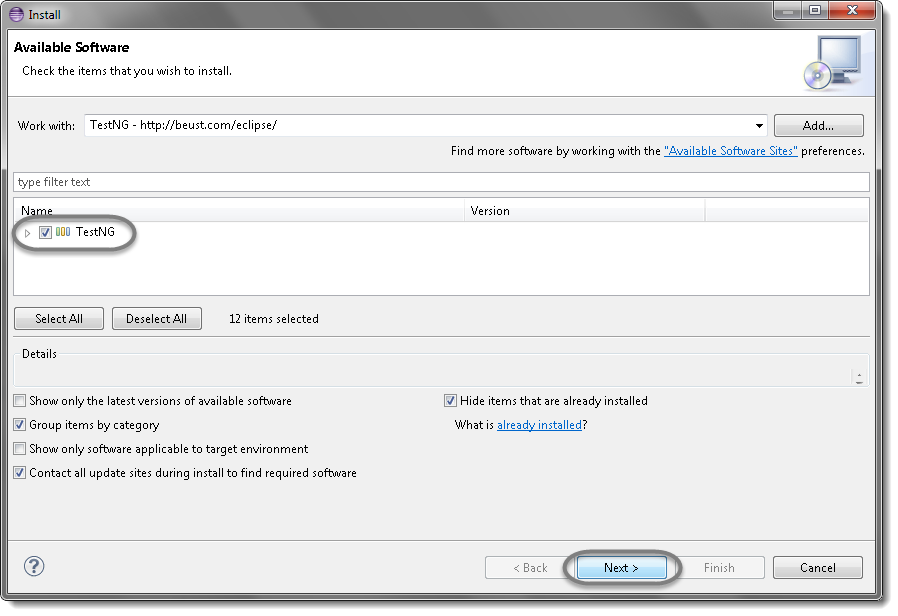 Install
Available Software
Check the items that you wish to install.
Work with: TestNG - http://beust.com/eclipse/ Add...
Find more software by working with the "Available Software Sites" preferences.
type filter text
Name Version
TestNG
Select All Deselect All 12 items selected
Details
Show only the latest versions of available software Hide items that are already installed
Group items by category What is already installed?
Show only software applicable to target environment
Contact all update sites during install to find required software
? < Back Next > Finish Cancel